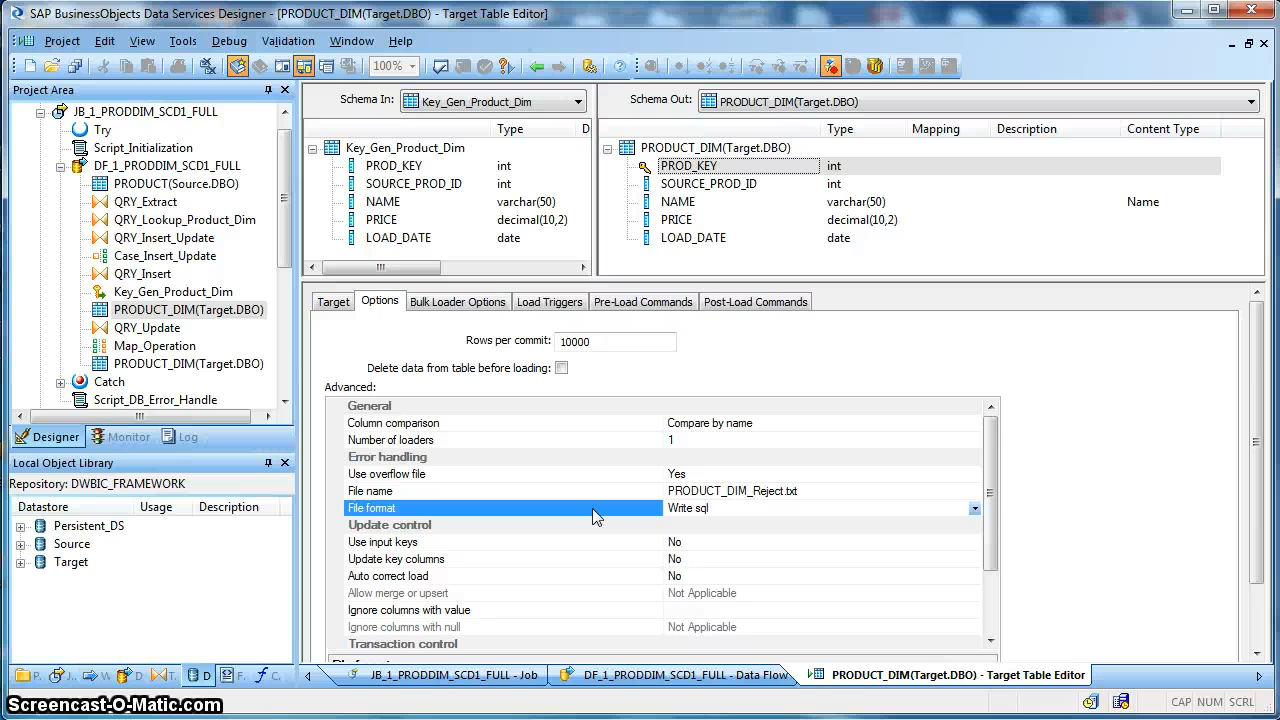 SAP BusinessObjects Data Services Designer - [PRODUCT_DIM(Target.DBO) - Target Table Editor]
Project Edit View Tools Debug Validation Window Help
100%
Project Area
JB_1_PRODDIM_SCD1_FULL
Try
Script_Initialization
DF_1_PRODDIM_SCD1_FULL
PRODUCT(Source.DBO)
QRY_Extract
QRY_Lookup_Product_Dim
QRY_Insert_Update
Case_Insert_Update
QRY_Insert
Key_Gen_Product_Dim
PRODUCT_DIM(Target.DBO)
QRY_Update
Map_Operation
PRODUCT_DIM(Target.DBO)
Catch
Script_DB_Error_Handle
Designer Monitor Log
Local Object Library
Repository: DWBIC_FRAMEWORK
Datastore Usage Description
Persistent_DS
Source
Target
P. J. W. D. T. D F. C.
Schema In: Key_Gen_Product_Dim
Type D
Key_Gen_Product_Dim
PROD_KEY int
SOURCE_PROD_ID int
NAME varchar(50)
PRICE decimal(10,2)
LOAD_DATE date
Schema Out: PRODUCT_DIM(Target.DBO)
Type Mapping Description Content Type
PRODUCT_DIM(Target.DBO)
PROD_KEY int
SOURCE_PROD_ID int
NAME varchar(50) Name
PRICE decimal(10,2)
LOAD_DATE date
Target Options Bulk Loader Options Load Triggers Pre-Load Commands Post-Load Commands
Rows per commit: 10000
Delete data from table before loading:
Advanced:
General
Column comparison Compare by name
Number of loaders 1
Error handling
Use overflow file Yes
File name PRODUCT_DIM_Reject.txt
File format Write sql
Update control
Use input keys No
Update key columns No
Auto correct load No
Allow merge or upsert Not Applicable
Ignore columns with value
Ignore columns with null Not Applicable
Transaction control
JB_1_PRODDIM_SCD1_FULL - Job DF_1_PRODDIM_SCD1_FULL - Data Flow PRODUCT_DIM(Target.DBO) - Target Table Editor
CAP NUM SCRL
Screencast-O-Matic.com